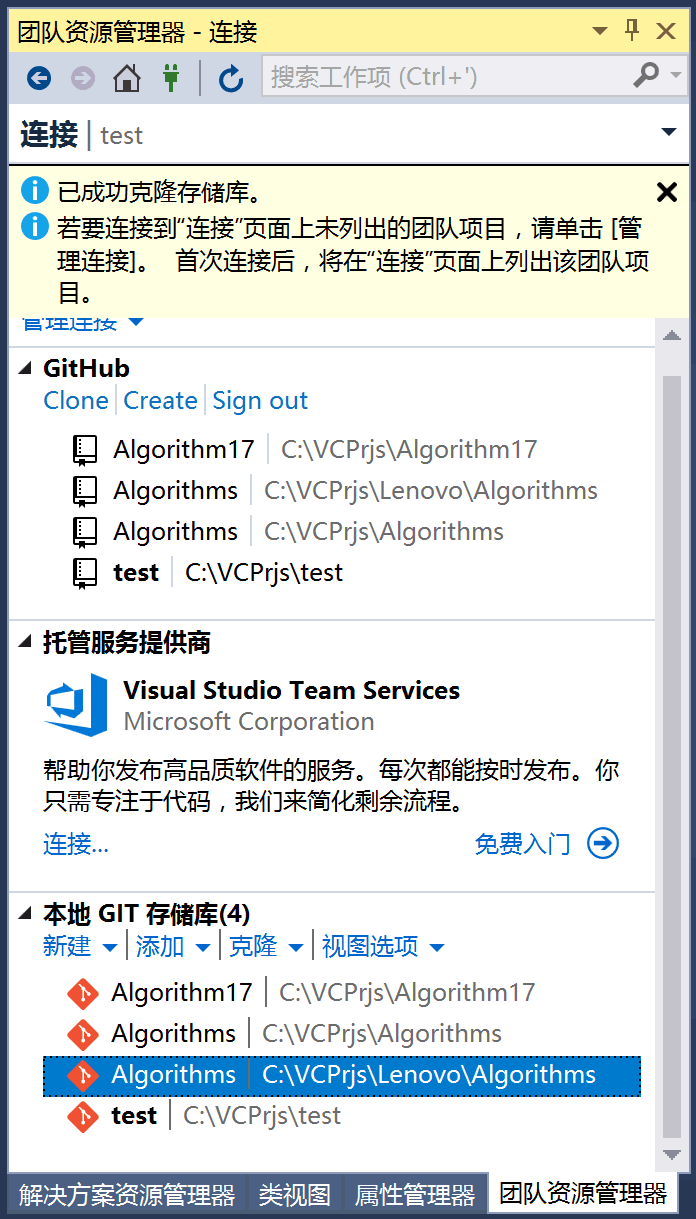 团队资源管理器 - 连接
搜索工作项 (Ctrl+')
连接 | test
已成功克隆存储库。
若要连接到“连接”页面上未列出的团队项目，请单击 [管
理连接]。 首次连接后，将在“连接”页面上列出该团队项
目。
管理连接
GitHub
Clone Create Sign out
Algorithm17 C:\VCPrjs\Algorithm17
Algorithms C:\VCPrjs\Lenovo\Algorithms
Algorithms C:\VCPrjs\Algorithms
test C:\VCPrjs\test
托管服务提供商
Visual Studio Team Services
Microsoft Corporation
帮助你发布高品质软件的服务。每次都能按时发布。你
只需专注于代码，我们来简化剩余流程。
连接... 免费入门
本地 GIT 存储库(4)
新建 添加 克隆 视图选项
Algorithm17 C:\VCPrjs\Algorithm17
Algorithms C:\VCPrjs\Algorithms
Algorithms C:\VCPrjs\Lenovo\Algorithms
test C:\VCPrjs\test
解决方案资源管理器 类视图 属性管理器 团队资源管理器